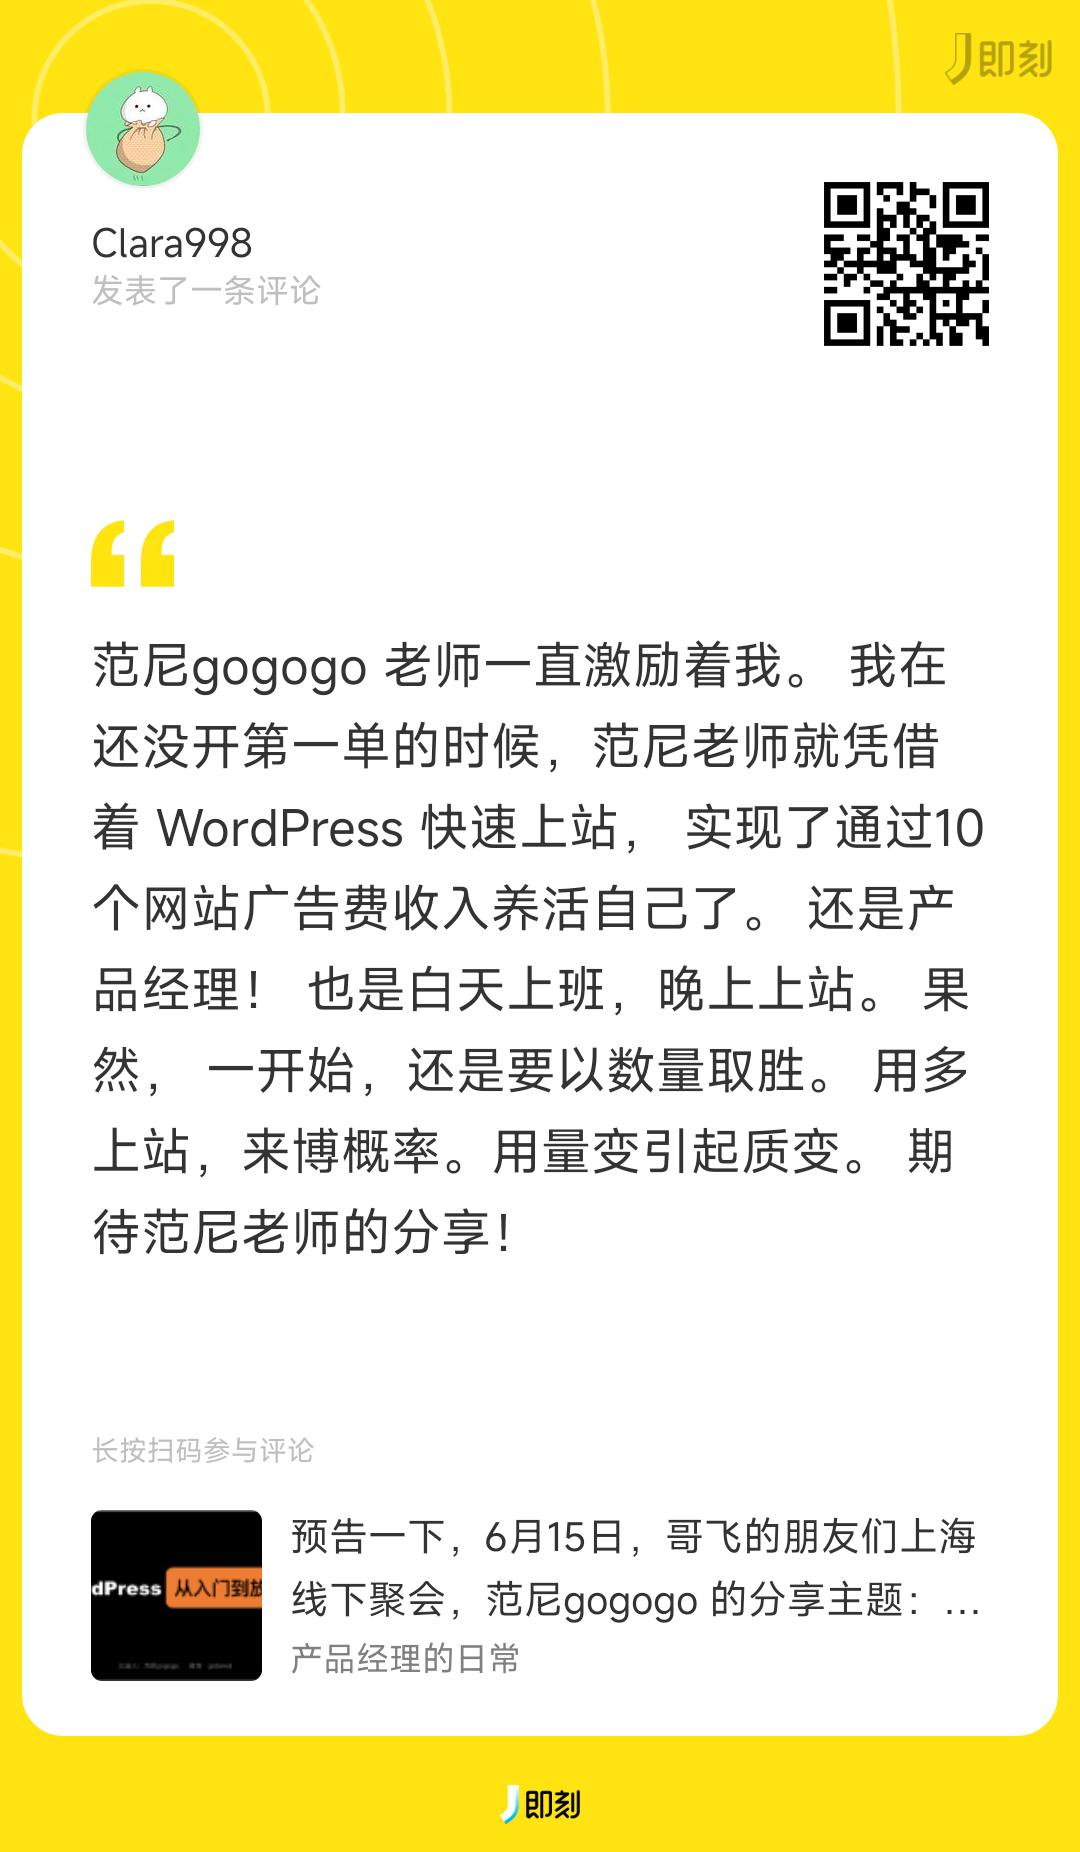 即刻
Clara998
发表了一条评论
范尼gogogo 老师一直激励着我。 我在
还没开第一单的时候，范尼老师就凭借
着 WordPress 快速上站， 实现了通过10
个网站广告费收入养活自己了。 还是产
品经理！ 也是白天上班，晚上上站。 果
然， 一开始，还是要以数量取胜。 用多
上站，来博概率。用量变引起质变。 期
待范尼老师的分享！
长按扫码参与评论
dPress 从入门到放
预告一下，6月15日，哥飞的朋友们上海
线下聚会，范尼gogogo 的分享主题：...
产品经理的日常
即刻